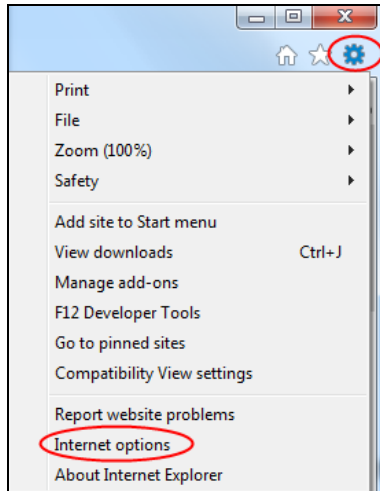 Print
File
Zoom (100%)
Safety
Add site to Start menu
View downloads Ctrl+J
Manage add-ons
F12 Developer Tools
Go to pinned sites
Compatibility View settings
Report website problems
Internet options
About Internet Explorer